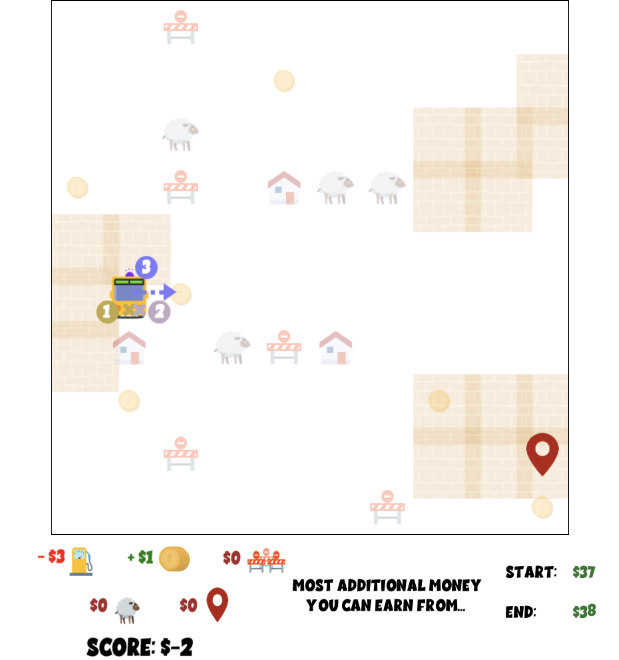 3
1
2
- $3
+ $1
$0
$0
$0
SCORE: $-2
MOST ADDITIONAL MONEY
YOU CAN EARN FROM...
START: $37
END: $38